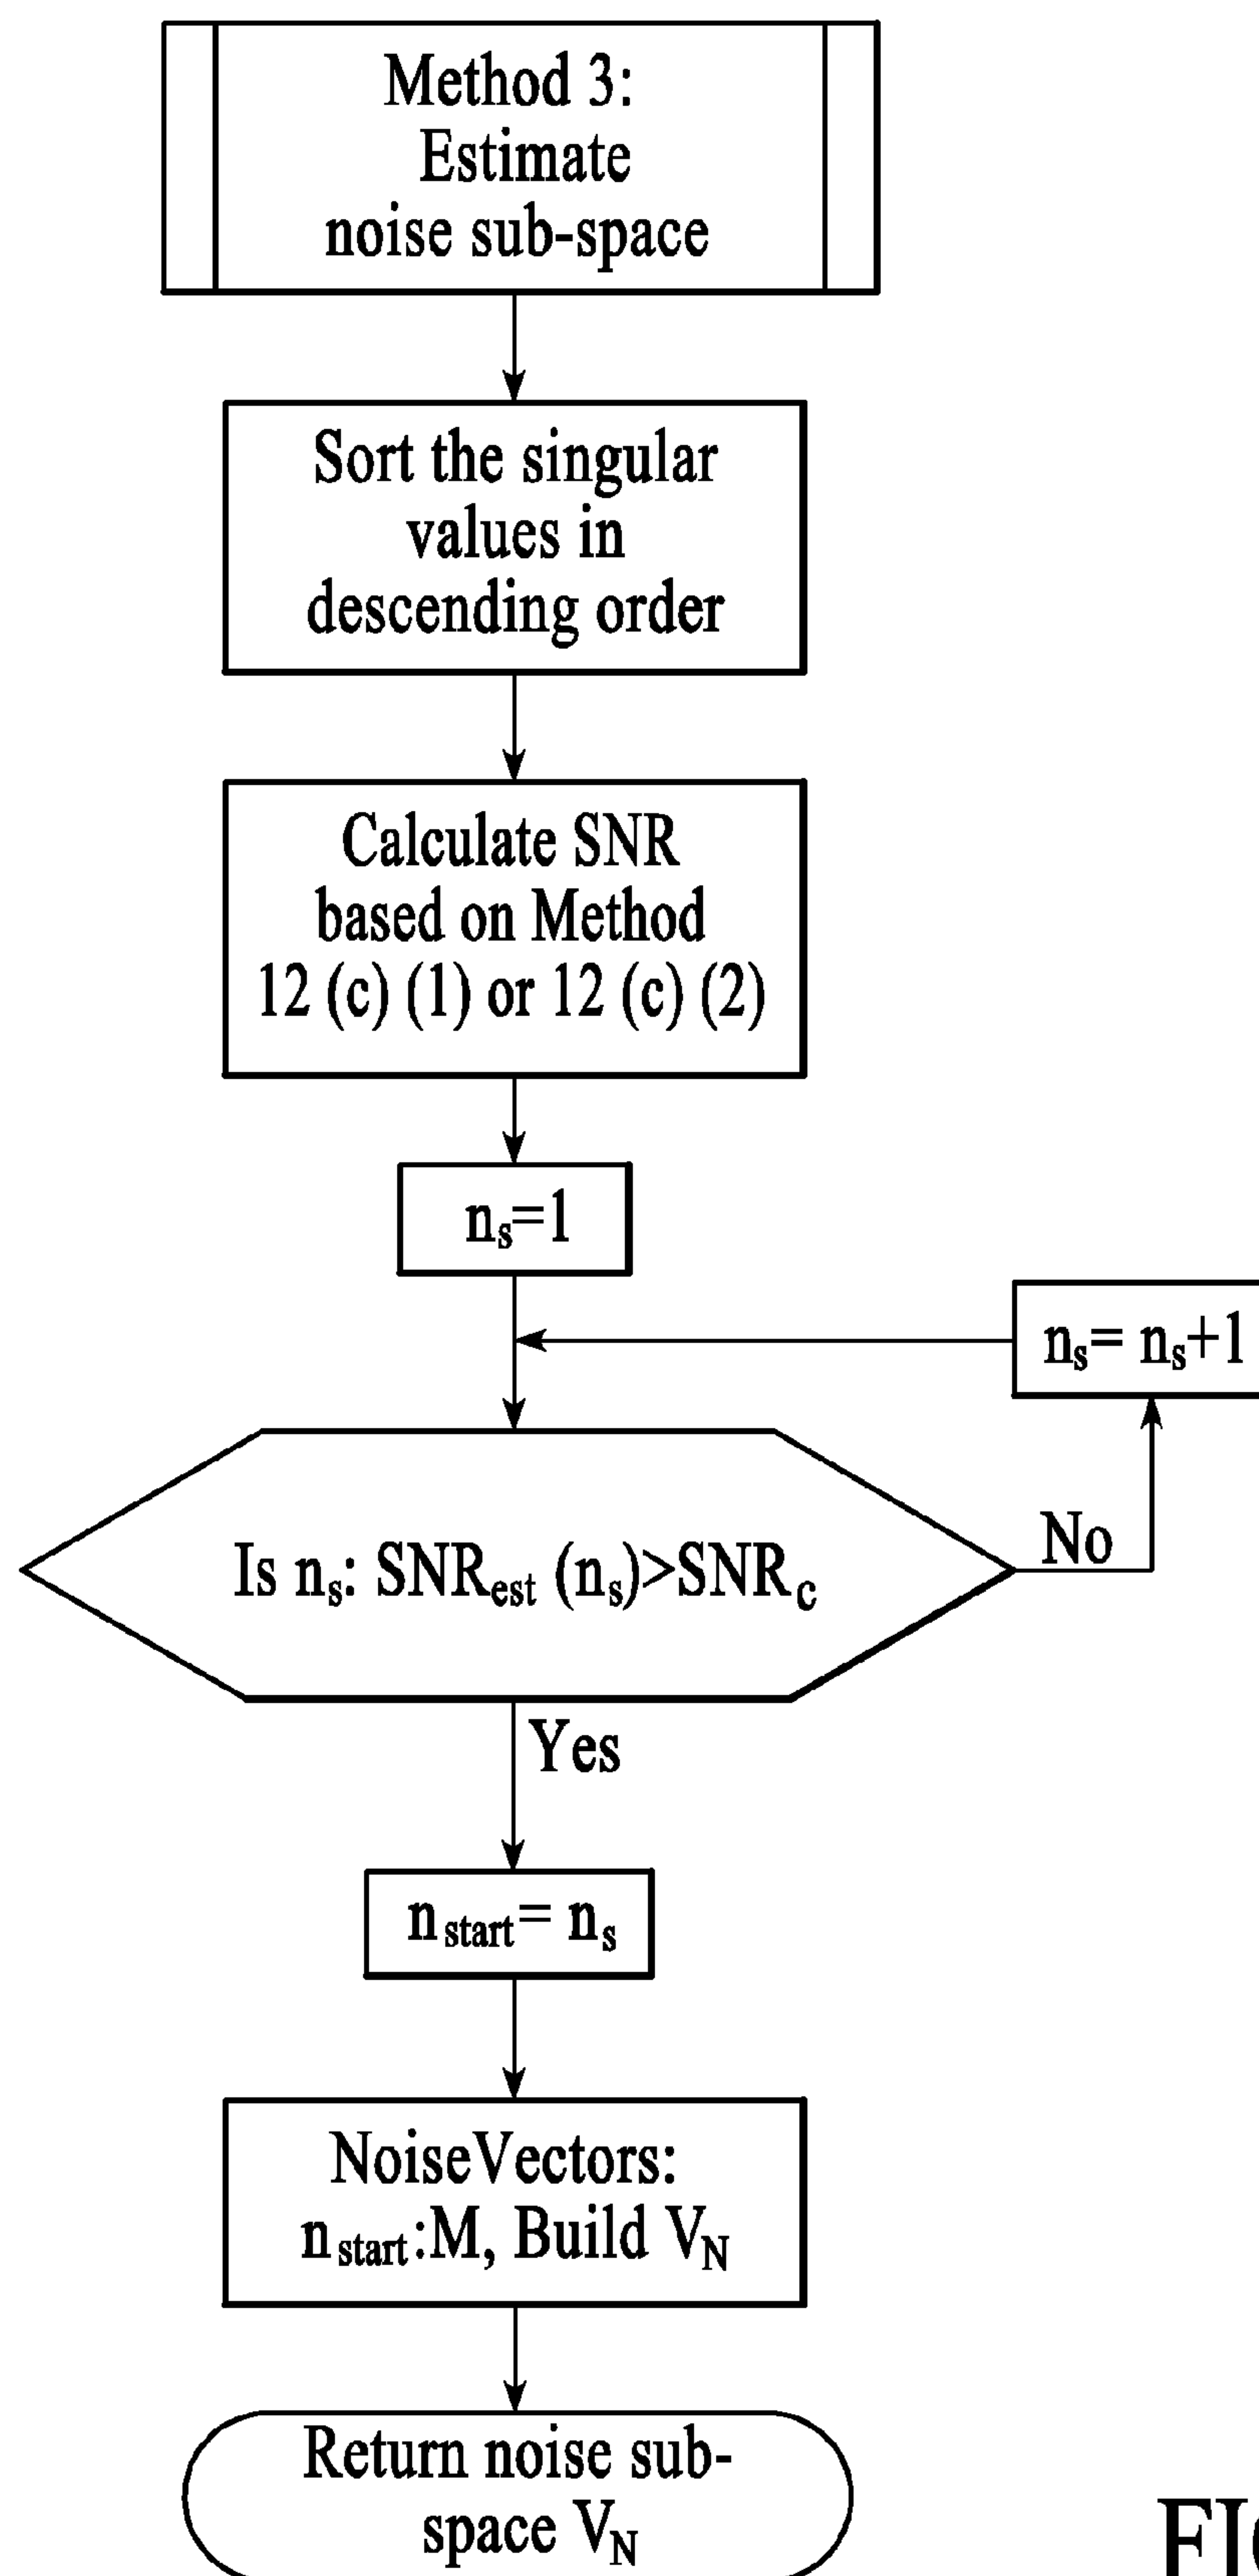 Method 3:
Estimate
noise sub-space
Sort the singular
values in
descending order
Calculate SNR
based on Method
12 (c) (1) or 12 (c) (2)
nₛ=1
nₛ= nₛ+1
Is nₛ: SNRest (nₛ)>SNRc
No
Yes
nstart= nₛ
NoiseVectors:
nstart:M, Build VN
Return noise sub-
space VN